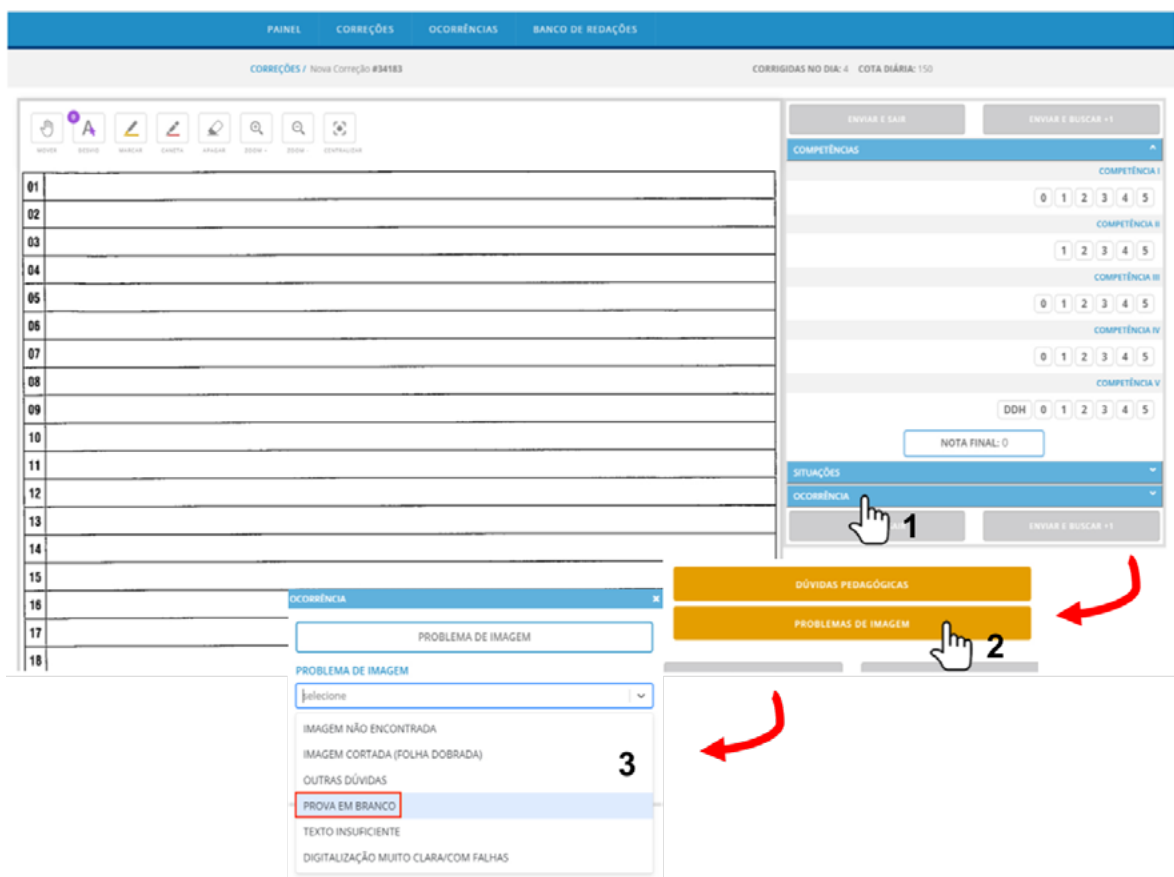 PAINEL CORREÇÕES OCORRÊNCIAS BANCO DE REDAÇÕES
CORREÇÕES / Nova Correção #34183 CORRIGIDAS NO DIA: 4 COTA DIÁRIA: 150
0
MOVER DESVIO MARCAR CANETA APAGAR ZOOM + ZOOM - CENTRALIZAR
ENVIAR E SAIR ENVIAR E BUSCAR +1
COMPETÊNCIAS
COMPETÊNCIA I
0 1 2 3 4 5
COMPETÊNCIA II
1 2 3 4 5
COMPETÊNCIA III
0 1 2 3 4 5
COMPETÊNCIA IV
0 1 2 3 4 5
COMPETÊNCIA V
DDH 0 1 2 3 4 5
NOTA FINAL: 0
SITUAÇÕES
OCORRÊNCIA
1
ENVIAR E BUSCAR +1
01
02
03
04
05
06
07
08
09
10
11
12
13
14
15
16
17
18
DÚVIDAS PEDAGÓGICAS
PROBLEMAS DE IMAGEM
2
OCORRÊNCIA
PROBLEMA DE IMAGEM
PROBLEMA DE IMAGEM
selecione
IMAGEM NÃO ENCONTRADA
IMAGEM CORTADA (FOLHA DOBRADA)
3
OUTRAS DÚVIDAS
PROVA EM BRANCO
TEXTO INSUFICIENTE
DIGITALIZAÇÃO MUITO CLARA/COM FALHAS